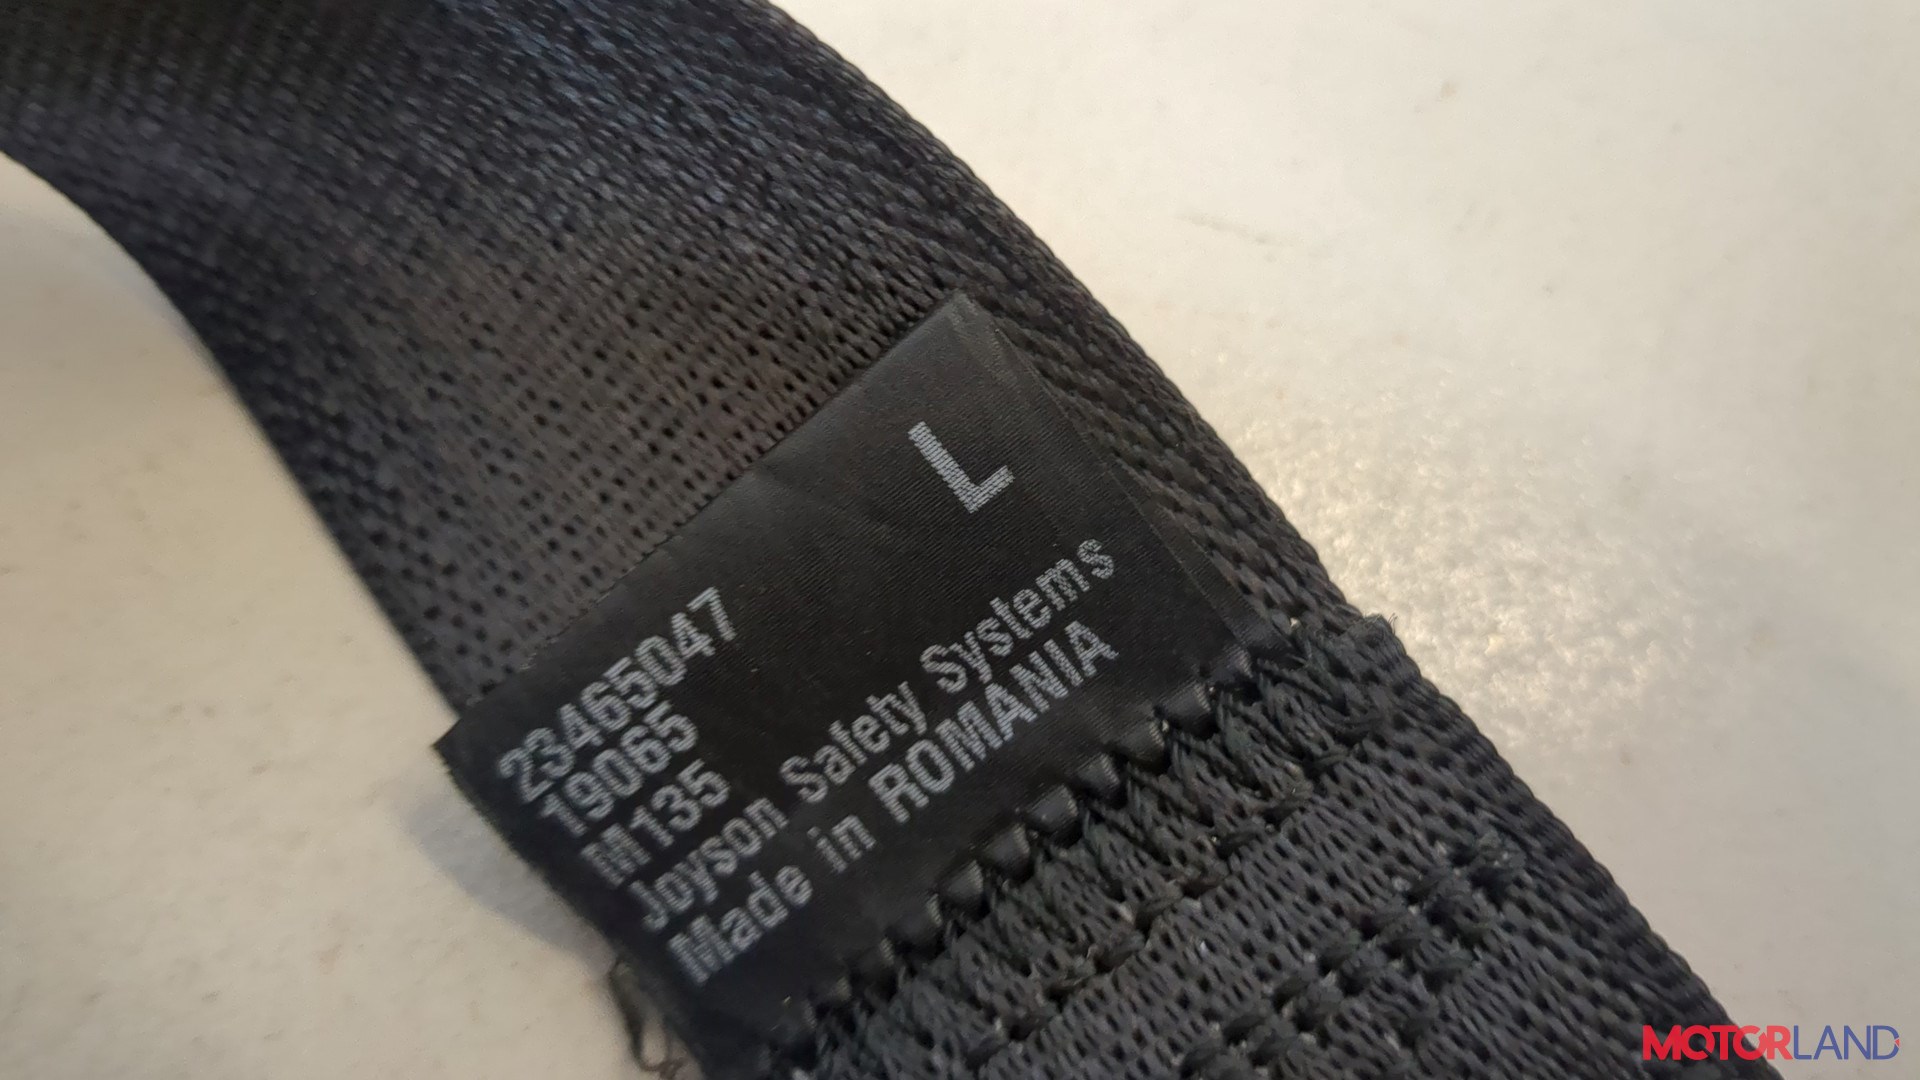 L
23465047
19065
M135
Joyson Safety Systems
Made in ROMANIA
MOTORLAND